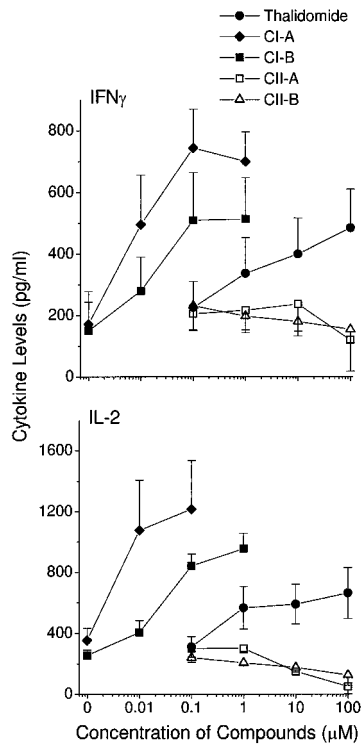 Thalidomide
CI-A
CI-B
CII-A
CII-B
IFNγ
800
600
400
200
0
Cytokine Levels (pg/ml)
IL-2
1600
1200
800
400
0
0 0.01 0.1 1 10 100
Concentration of Compounds (μM)